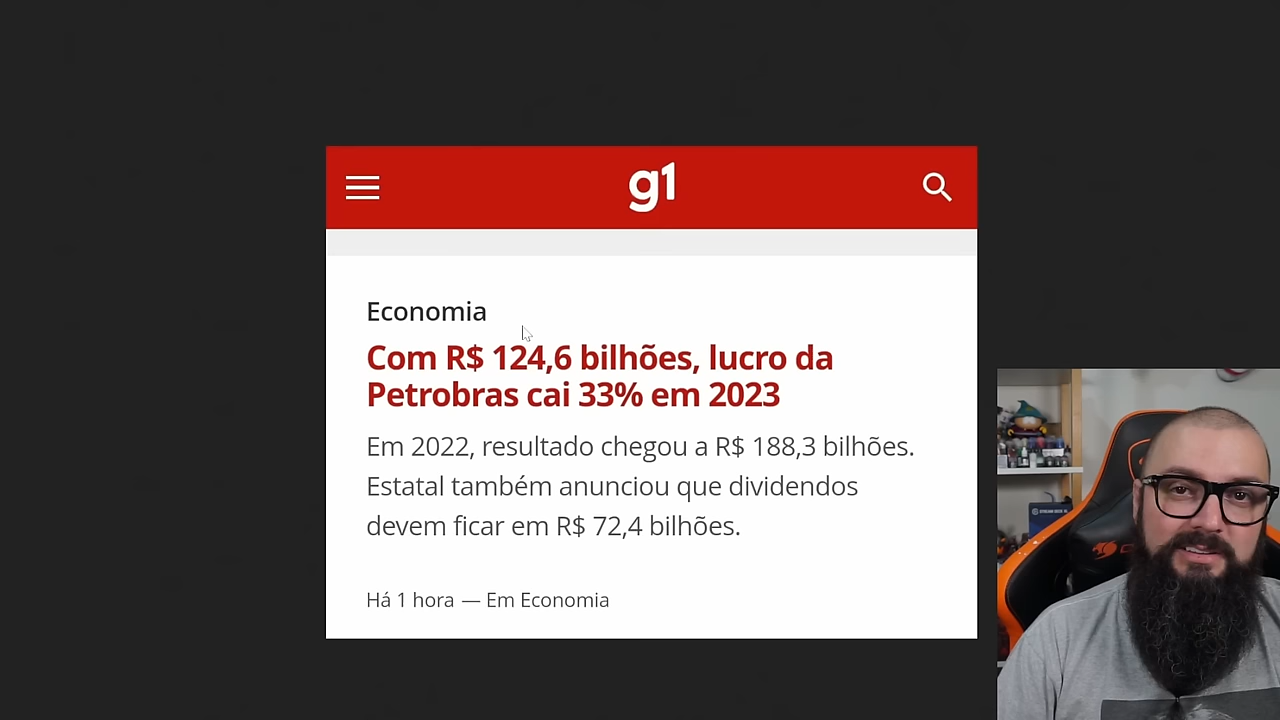 g1
Economia
Com R$ 124,6 bilhões, lucro da
Petrobras cai 33% em 2023
Em 2022, resultado chegou a R$ 188,3 bilhões.
Estatal também anunciou que dividendos
devem ficar em R$ 72,4 bilhões.
Há 1 hora — Em Economia